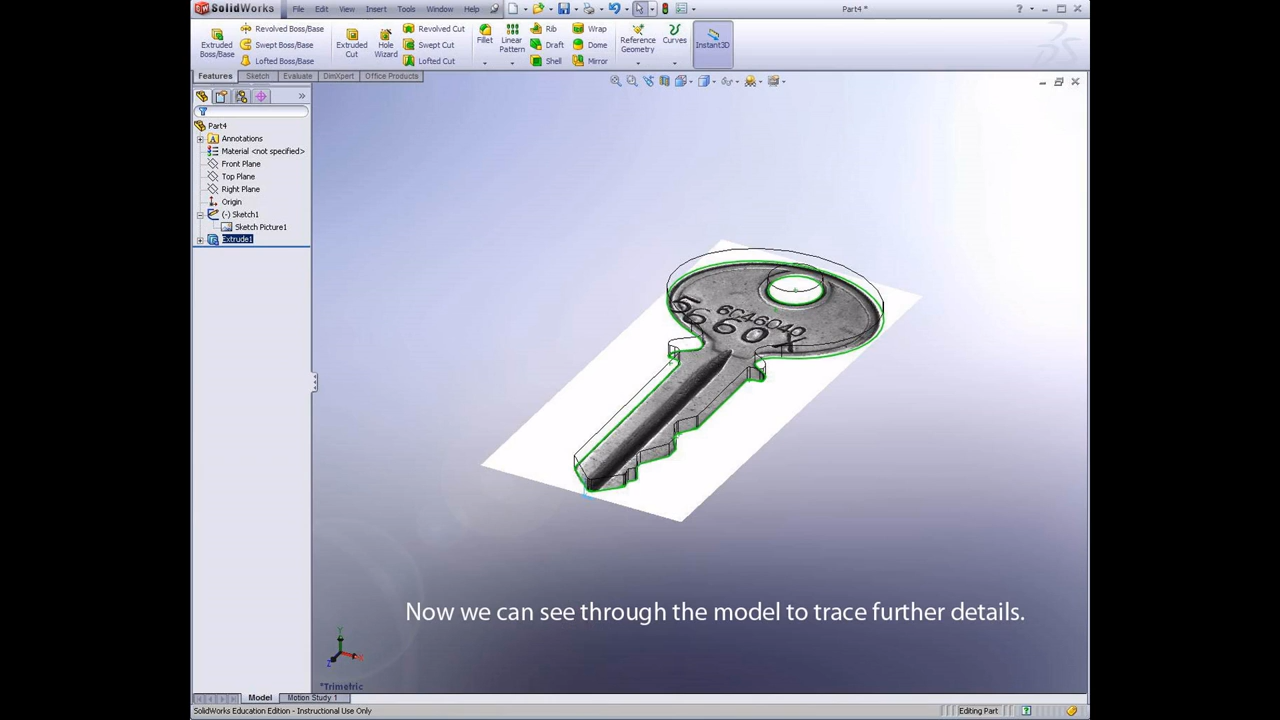 SolidWorks File Edit View Insert Tools Window Help Part4 *
Extruded Boss/Base Revolved Boss/Base Swept Boss/Base Lofted Boss/Base Extruded Cut Hole Wizard Revolved Cut Swept Cut Lofted Cut Fillet Linear Pattern Rib Draft Shell Wrap Dome Mirror Reference Geometry Curves Instant3D
Features Sketch Evaluate DimXpert Office Products
Part4
Annotations
Material <not specified>
Front Plane
Top Plane
Right Plane
Origin
(-) Sketch1
Sketch Picture1
Extrude1
6C46040
5660X
Now we can see through the model to trace further details.
Y
X
Z
*Trimetric
Model Motion Study 1
SolidWorks Education Edition - Instructional Use Only Editing Part